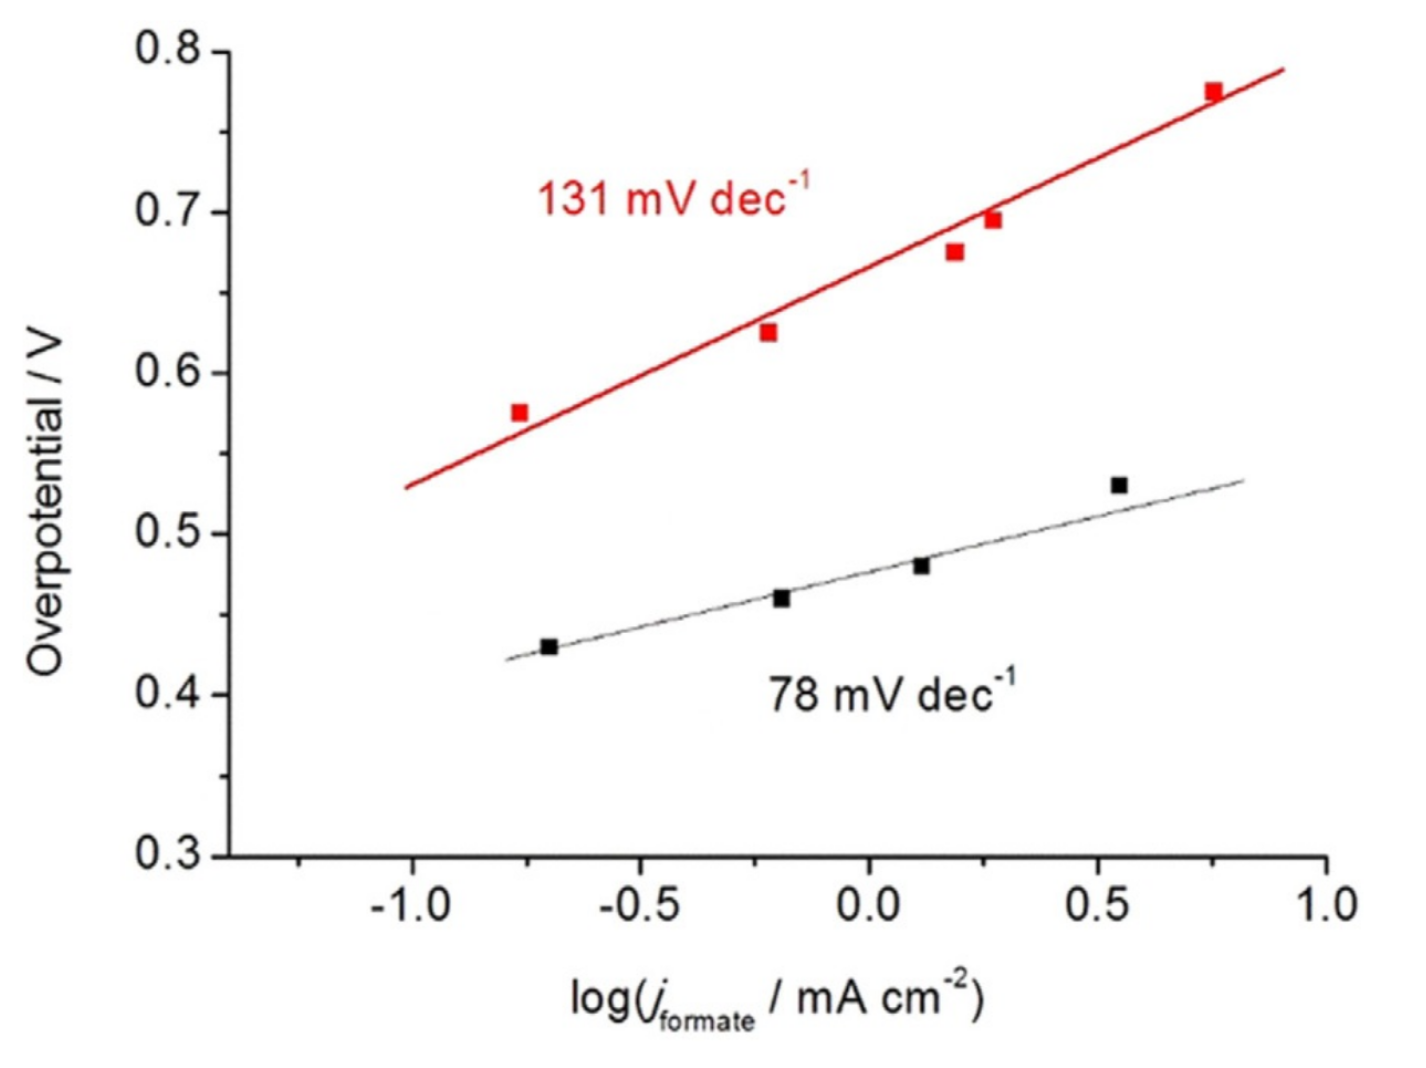 0.8
0.7
0.6
0.5
0.4
0.3
Overpotential / V
131 mV dec⁻¹
78 mV dec⁻¹
-1.0 -0.5 0.0 0.5 1.0
log(j_formate / mA cm⁻²)